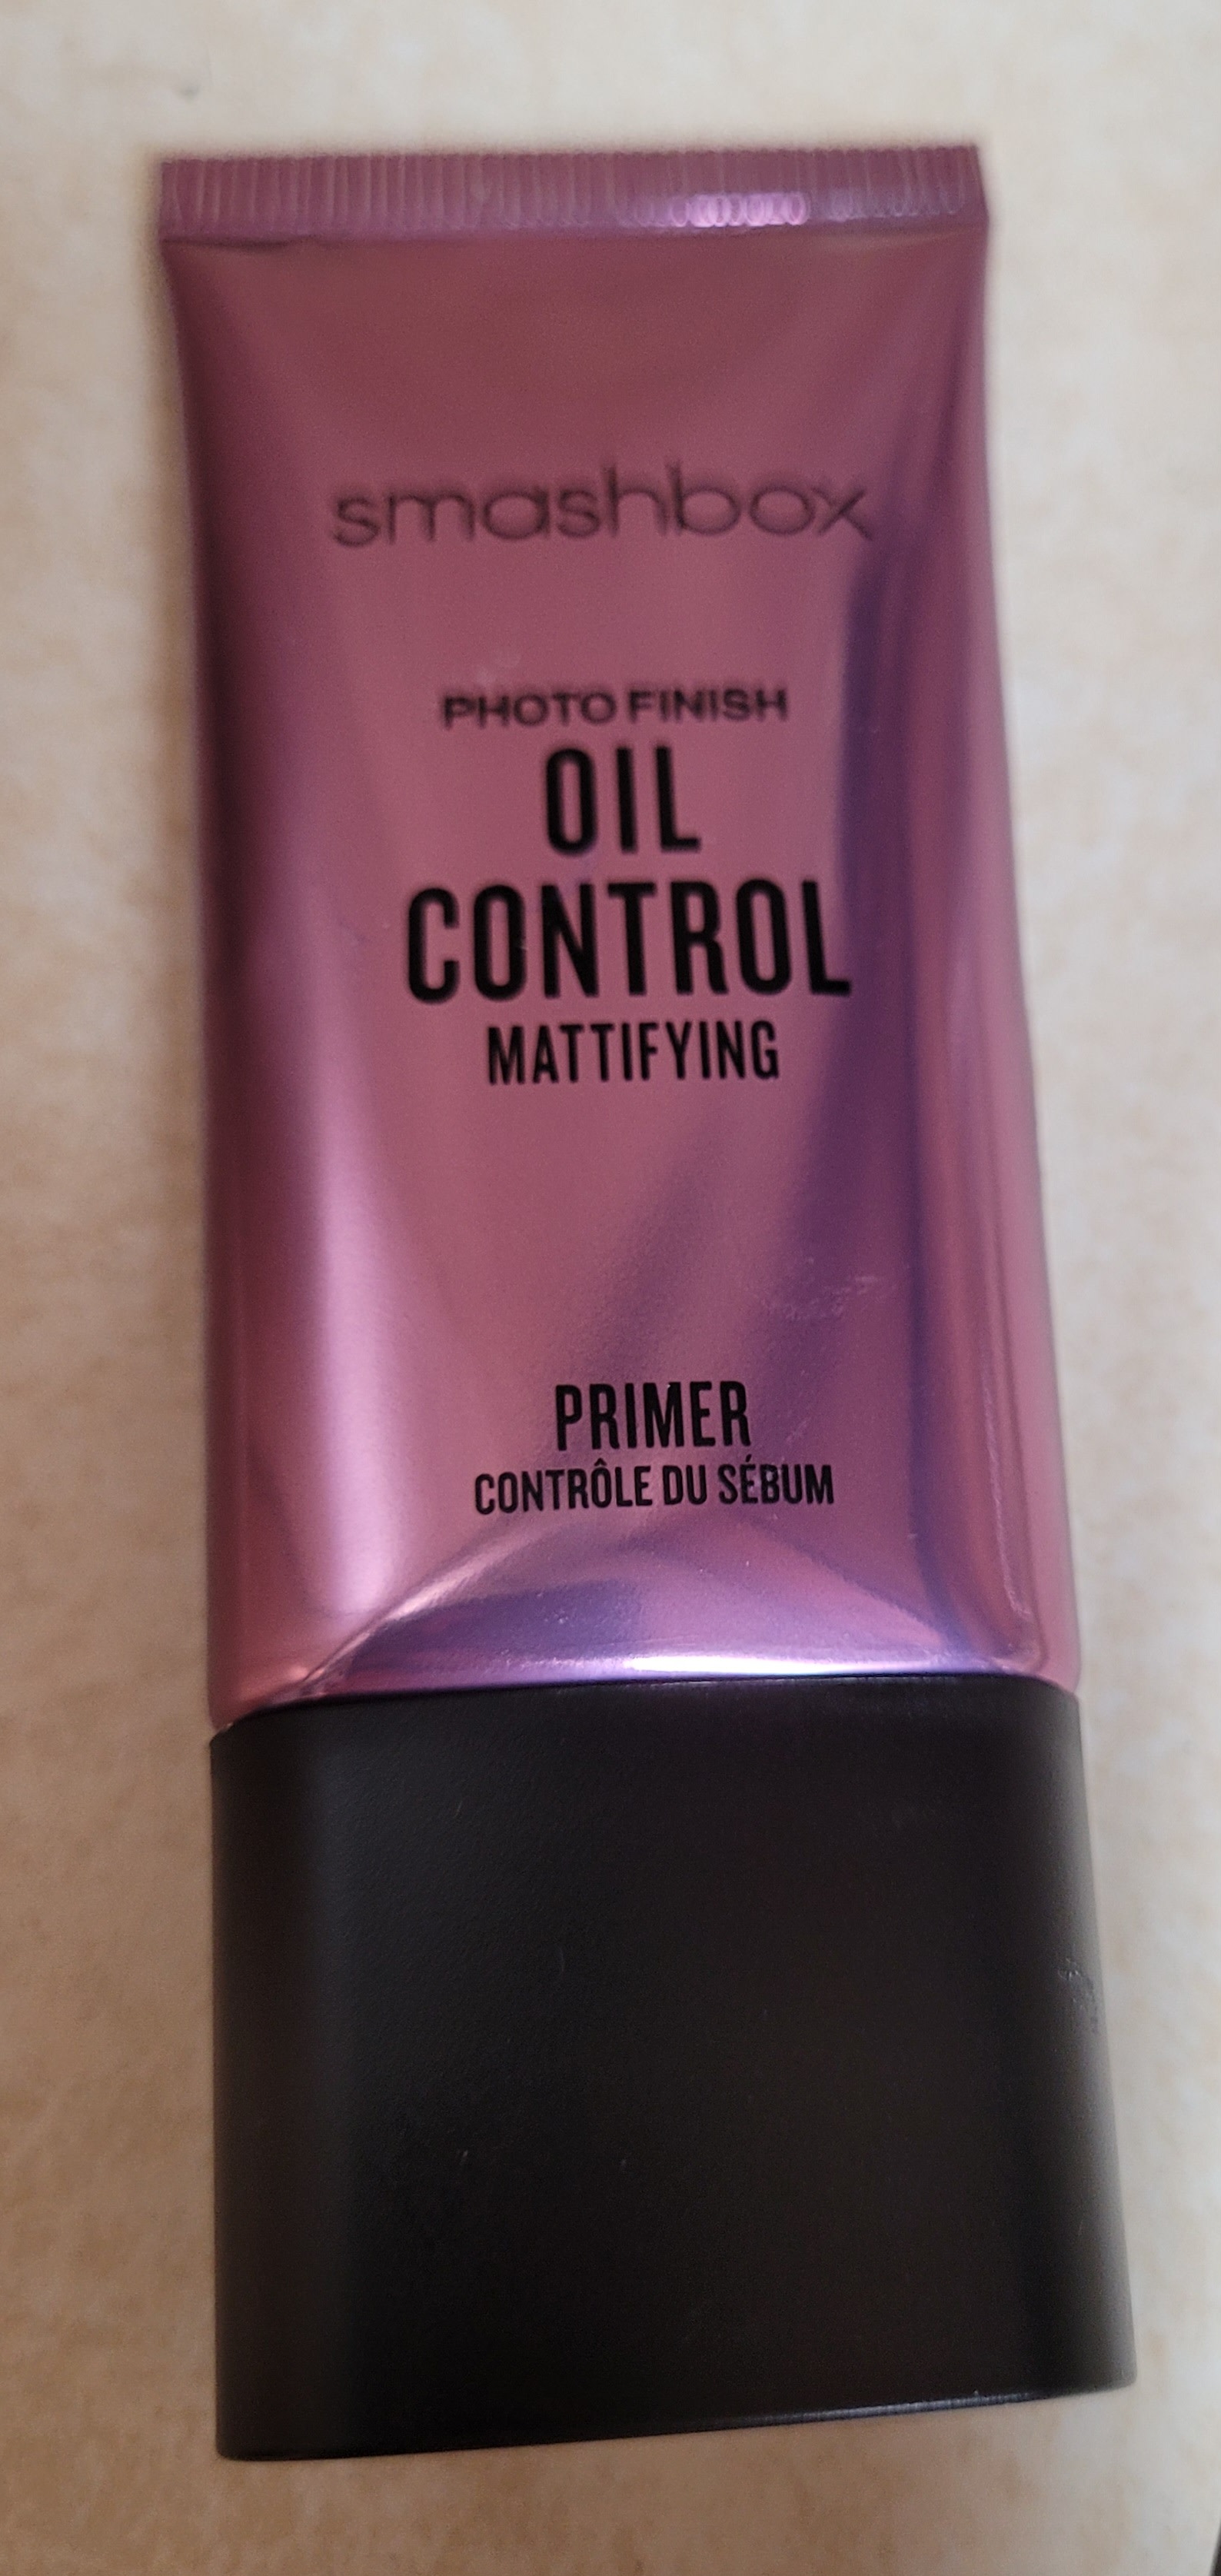 smashbox
PHOTO FINISH
OIL
CONTROL
MATTIFYING
PRIMER
CONTRÔLE DU SÉBUM